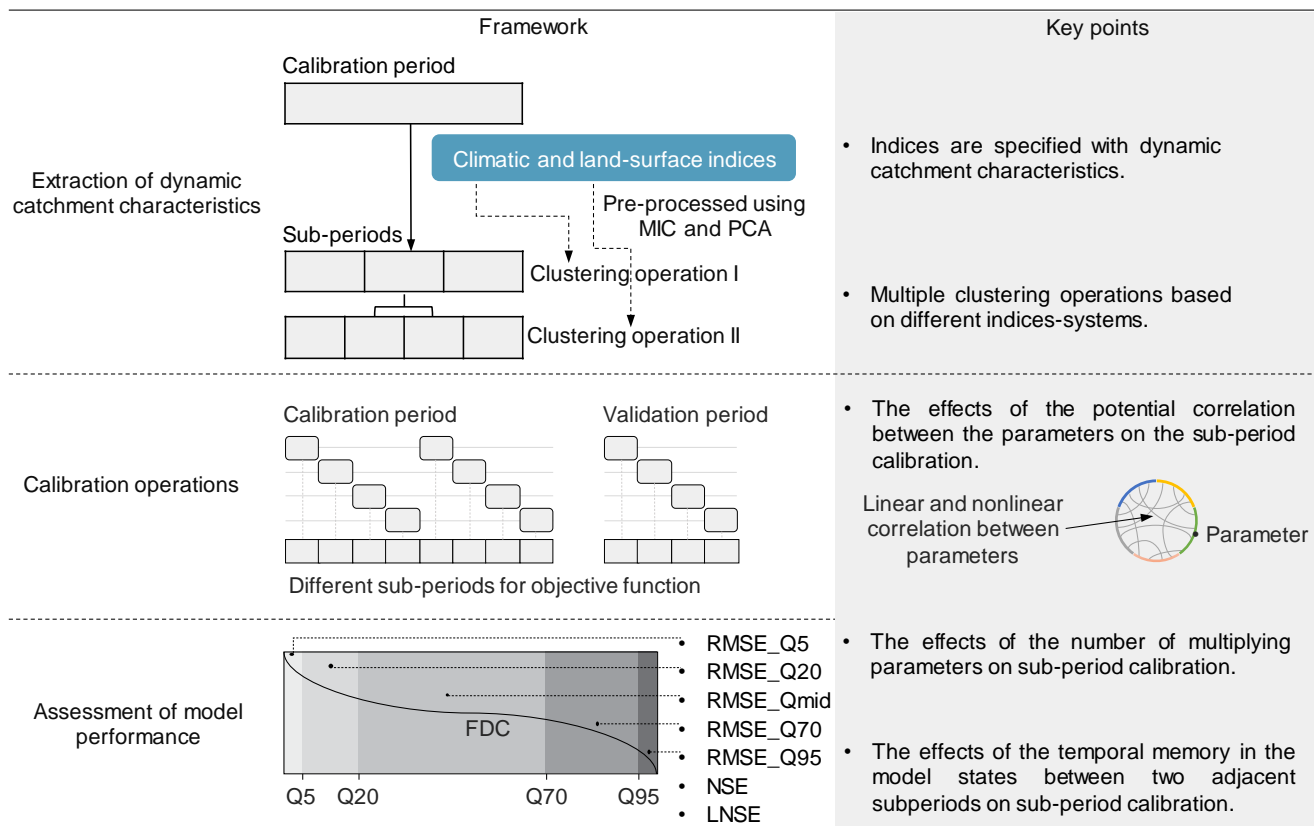 Framework
Key points
Extraction of dynamic
catchment characteristics
Calibration period
Climatic and land-surface indices
Pre-processed using
MIC and PCA
Sub-periods
Clustering operation I
Clustering operation II
• Indices are specified with dynamic
catchment characteristics.
• Multiple clustering operations based
on different indices-systems.
Calibration operations
Calibration period
Validation period
Different sub-periods for objective function
• The effects of the potential correlation
between the parameters on the sub-period
calibration.
Linear and nonlinear
correlation between
parameters
Parameter
Assessment of model
performance
FDC
Q5
Q20
Q70
Q95
• RMSE_Q5
• RMSE_Q20
• RMSE_Qmid
• RMSE_Q70
• RMSE_Q95
• NSE
• LNSE
• The effects of the number of multiplying
parameters on sub-period calibration.
• The effects of the temporal memory in the
model states between two adjacent
subperiods on sub-period calibration.